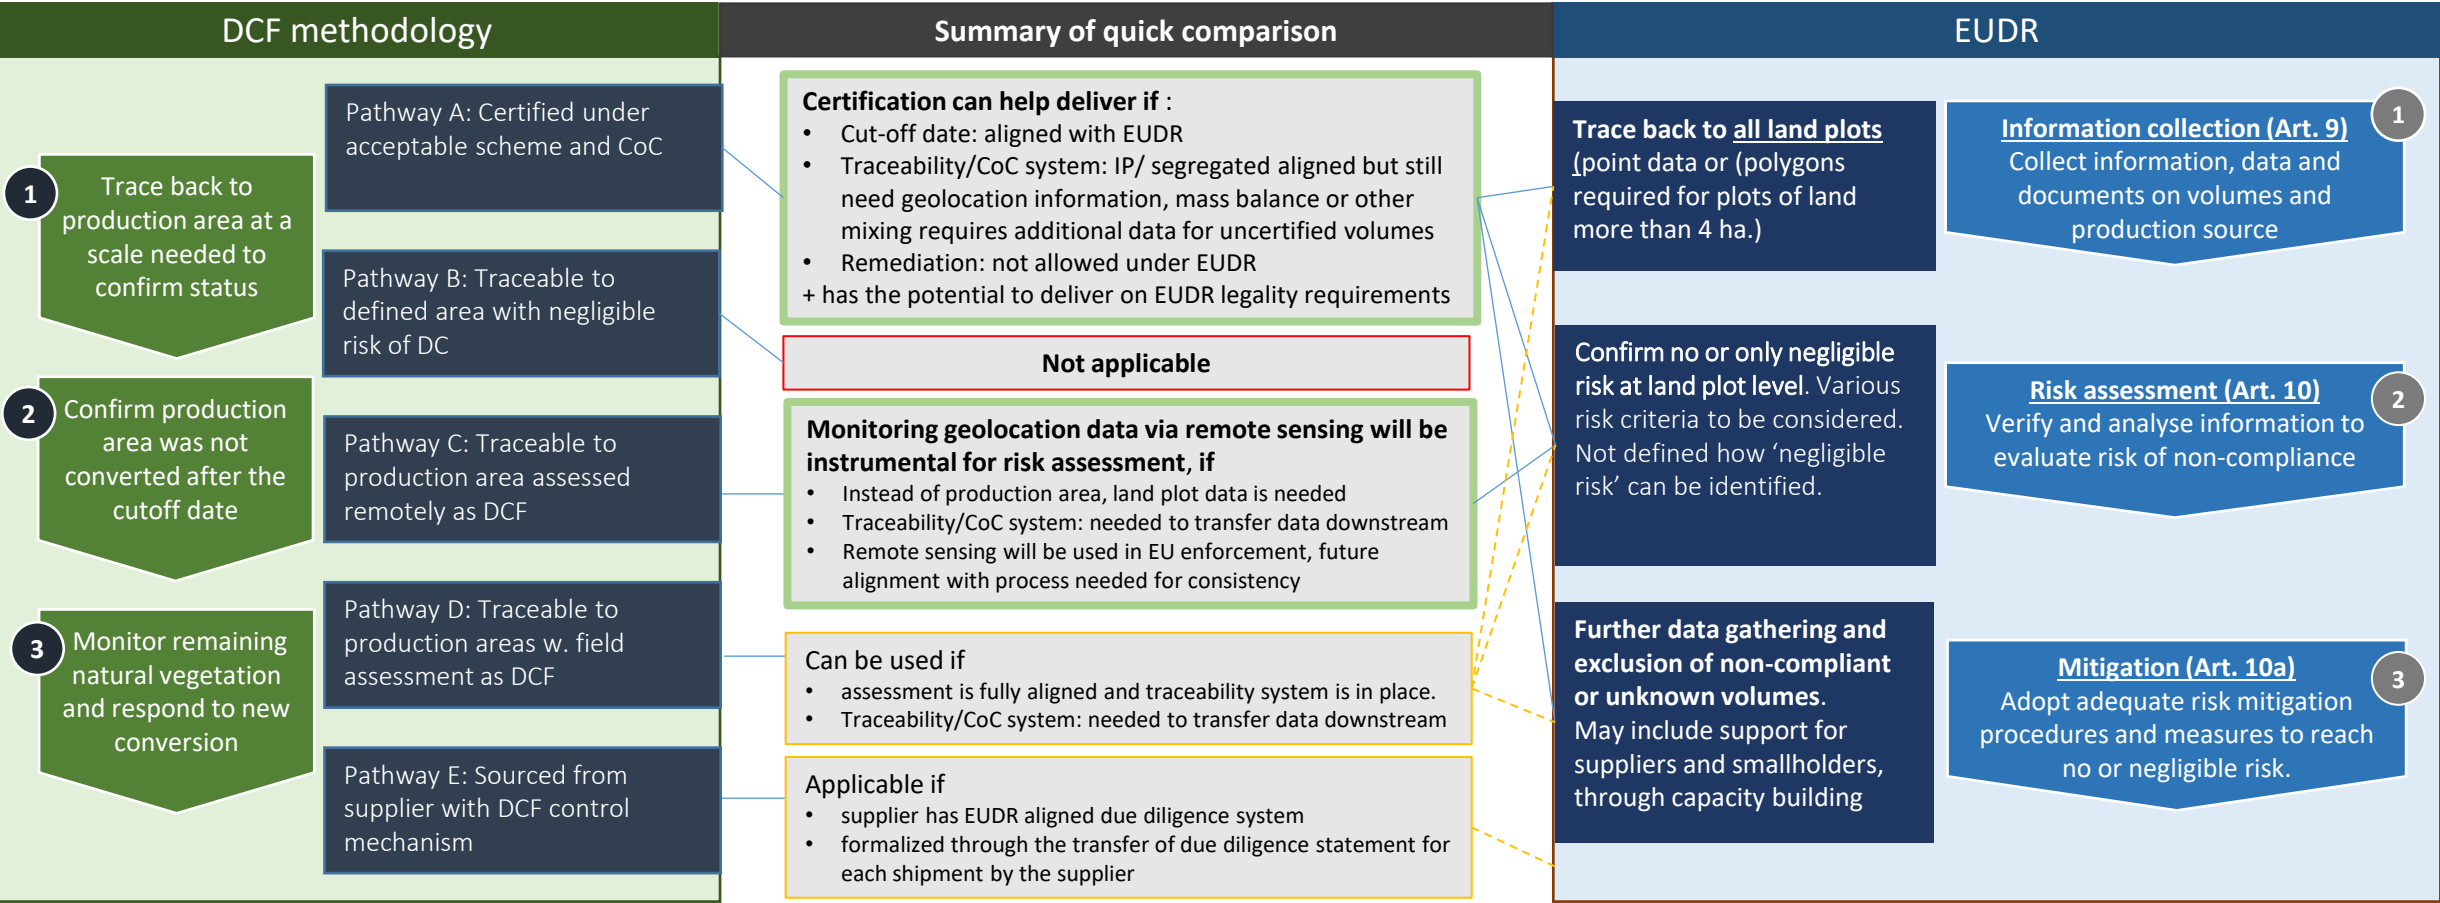 DCF methodology
Summary of quick comparison
EUDR
1
Trace back to
production area at a
scale needed to
confirm status
2
Confirm production
area was not
converted after the
cutoff date
3
Monitor remaining
natural vegetation
and respond to new
conversion
Pathway A: Certified under
acceptable scheme and CoC
Pathway B: Traceable to
defined area with negligible
risk of DC
Pathway C: Traceable to
production area assessed
remotely as DCF
Pathway D: Traceable to
production areas w. field
assessment as DCF
Pathway E: Sourced from
supplier with DCF control
mechanism
Certification can help deliver if :
• Cut-off date: aligned with EUDR
• Traceability/CoC system: IP/ segregated aligned but still
need geolocation information, mass balance or other
mixing requires additional data for uncertified volumes
• Remediation: not allowed under EUDR
+ has the potential to deliver on EUDR legality requirements
Not applicable
Monitoring geolocation data via remote sensing will be
instrumental for risk assessment, if
• Instead of production area, land plot data is needed
• Traceability/CoC system: needed to transfer data downstream
• Remote sensing will be used in EU enforcement, future
alignment with process needed for consistency
Can be used if
• assessment is fully aligned and traceability system is in place.
• Traceability/CoC system: needed to transfer data downstream
Applicable if
• supplier has EUDR aligned due diligence system
• formalized through the transfer of due diligence statement for
each shipment by the supplier
Trace back to all land plots
(point data or (polygons
required for plots of land
more than 4 ha.)
Confirm no or only negligible
risk at land plot level. Various
risk criteria to be considered.
Not defined how ‘negligible
risk’ can be identified.
Further data gathering and
exclusion of non-compliant
or unknown volumes.
May include support for
suppliers and smallholders,
through capacity building
1
Information collection (Art. 9)
Collect information, data and
documents on volumes and
production source
2
Risk assessment (Art. 10)
Verify and analyse information to
evaluate risk of non-compliance
3
Mitigation (Art. 10a)
Adopt adequate risk mitigation
procedures and measures to reach
no or negligible risk.